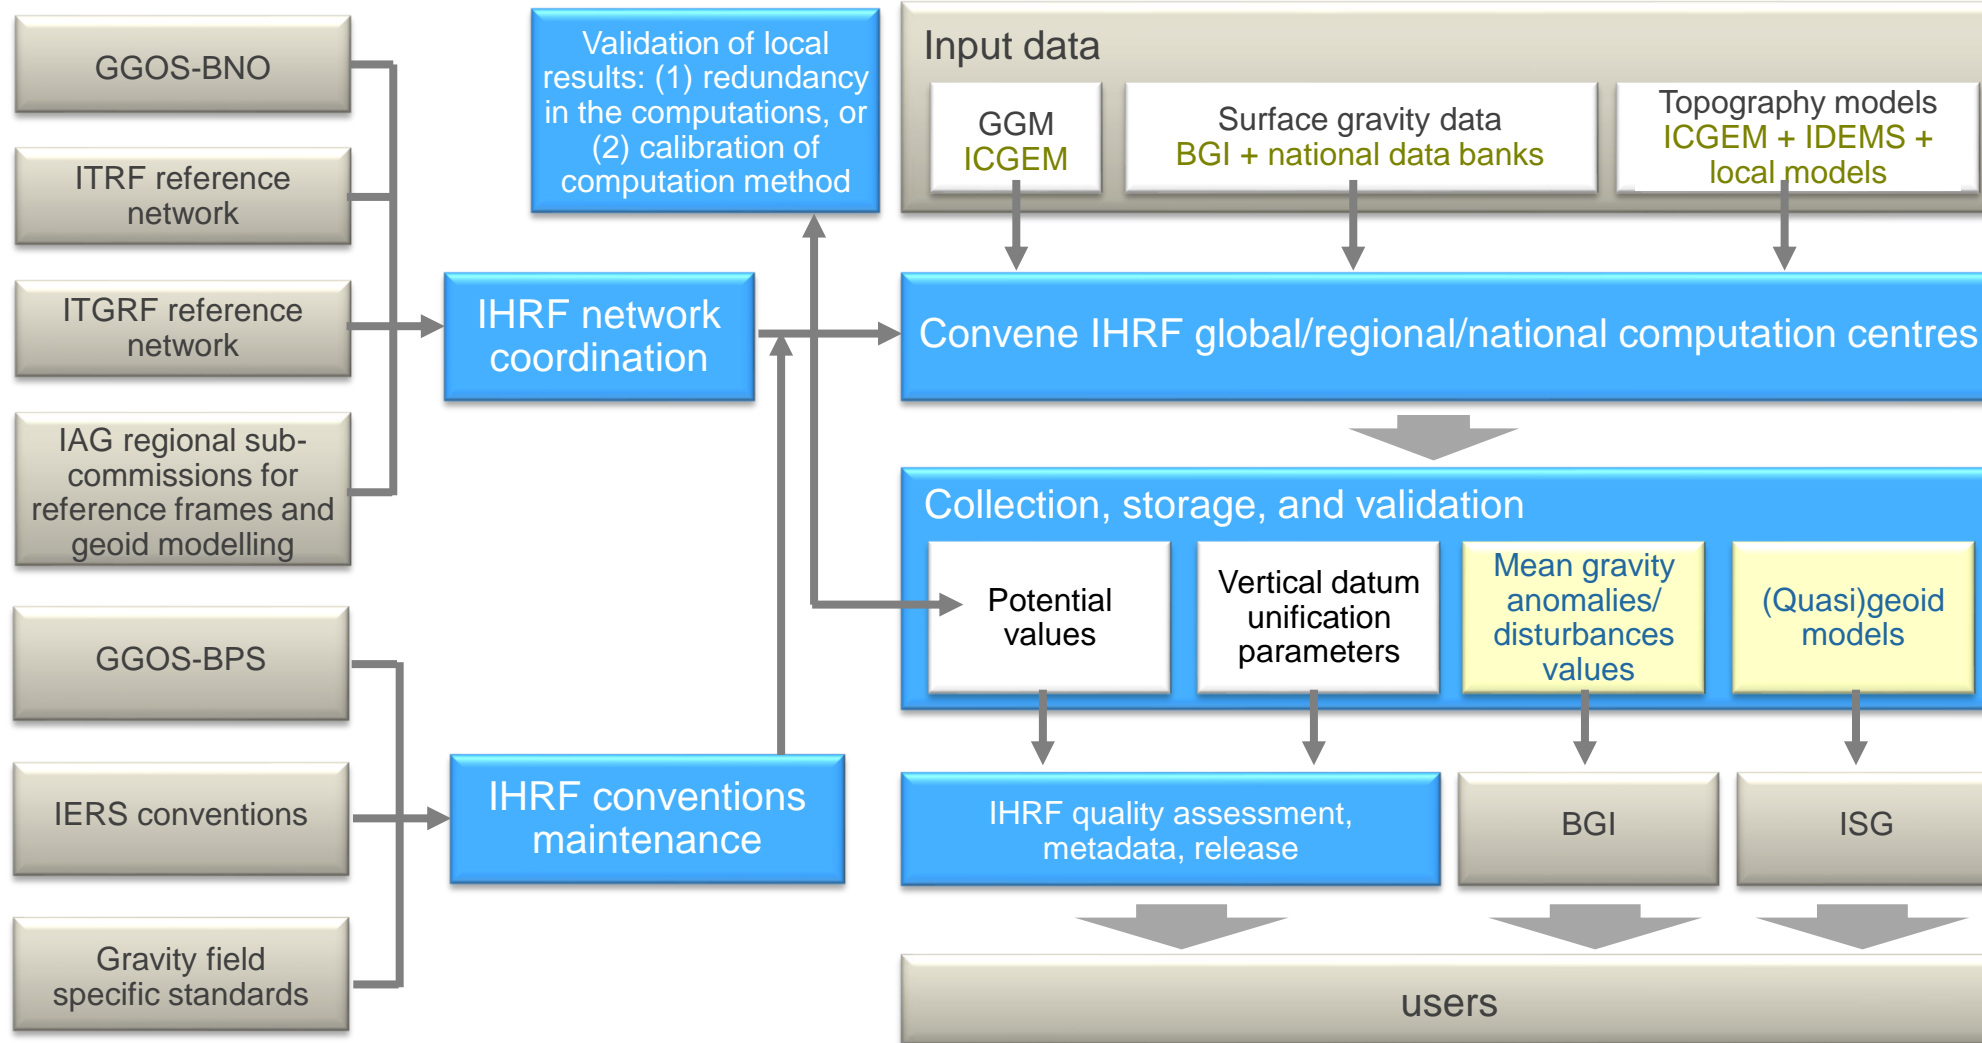 GGOS-BNO
ITRF reference
network
ITGRF reference
network
IAG regional sub-
commissions for
reference frames and
geoid modelling
GGOS-BPS
IERS conventions
Gravity field
specific standards
IHRF network
coordination
IHRF conventions
maintenance
Validation of local
results: (1) redundancy
in the computations, or
(2) calibration of
computation method
Input data
GGM
ICGEM
Surface gravity data
BGI + national data banks
Topography models
ICGEM + IDEMS +
local models
Convene IHRF global/regional/national computation centres
Collection, storage, and validation
Potential
values
Vertical datum
unification
parameters
Mean gravity
anomalies/
disturbances
values
(Quasi)geoid
models
IHRF quality assessment,
metadata, release
BGI
ISG
users